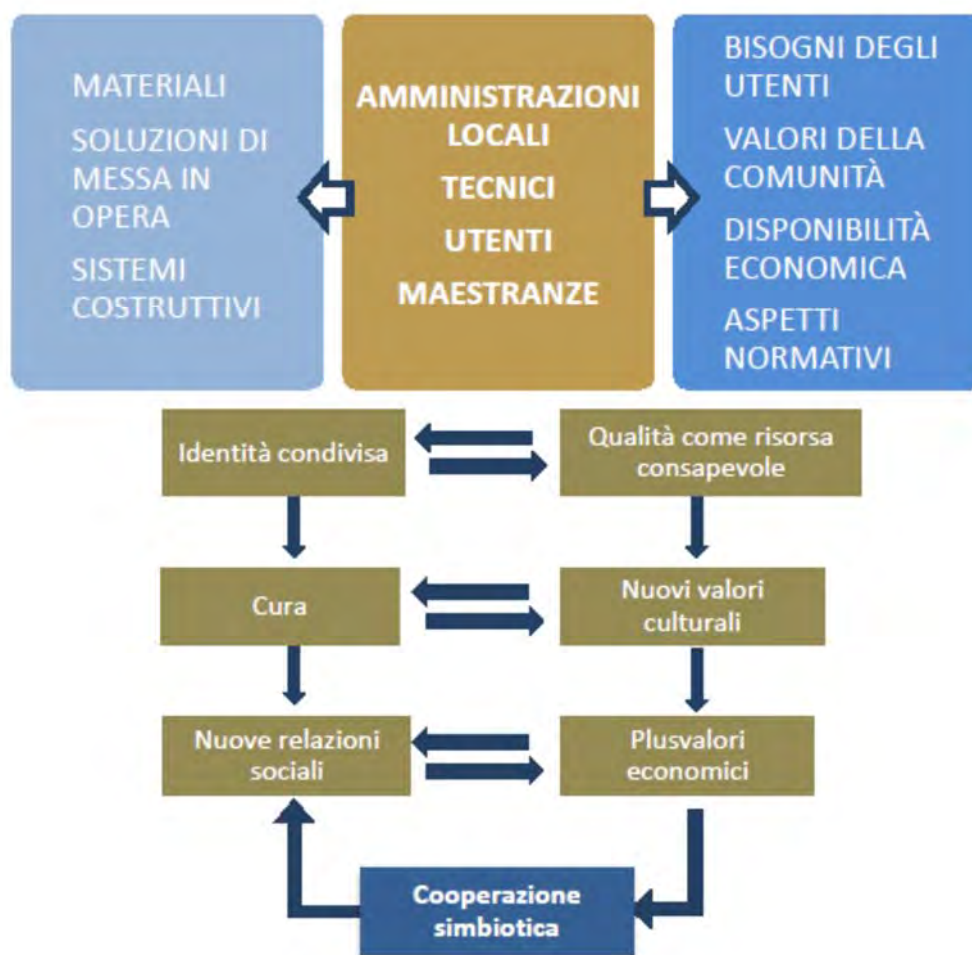 MATERIALI
SOLUZIONI DI
MESSA IN
OPERA
SISTEMI
COSTRUTTIVI
AMMINISTRAZIONI
LOCALI
TECNICI
UTENTI
MAESTRANZE
BISOGNI DEGLI
UTENTI
VALORI DELLA
COMUNITÀ
DISPONIBILITÀ
ECONOMICA
ASPETTI
NORMATIVI
Identità condivisa
Qualità come risorsa
consapevole
Cura
Nuovi valori
culturali
Nuove relazioni
sociali
Plusvalori
economici
Cooperazione
simbiotica